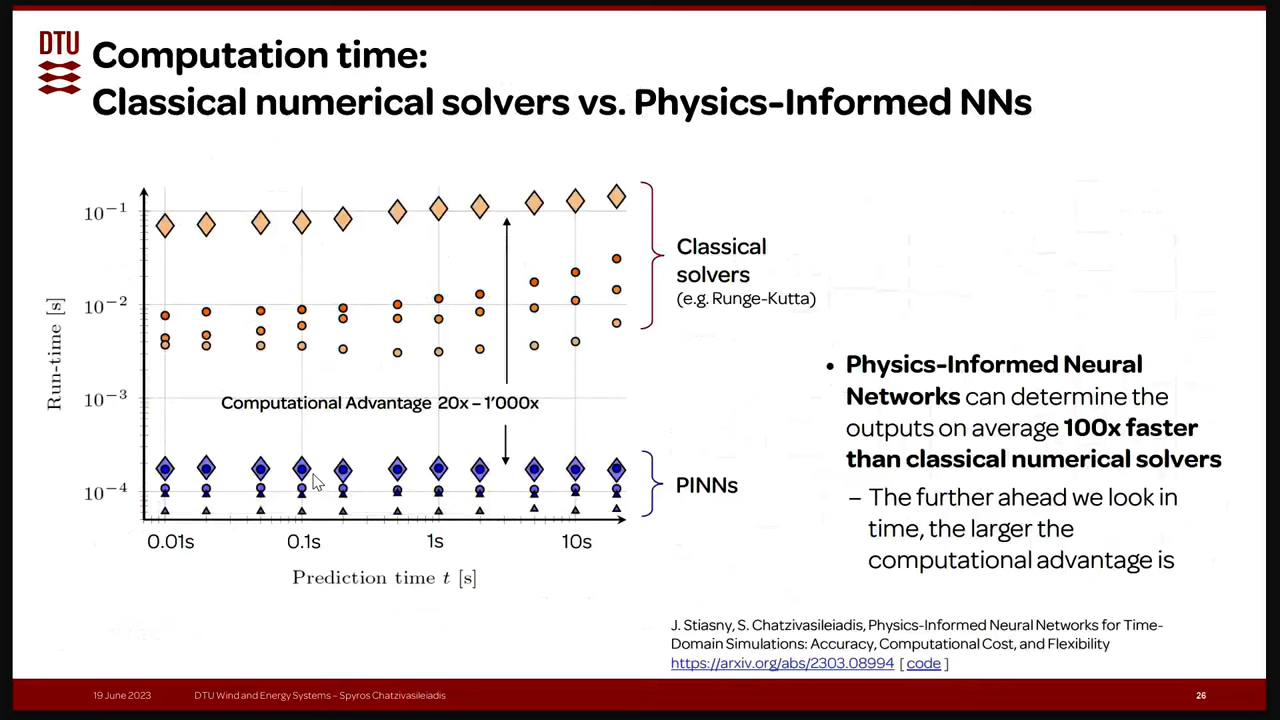 DTU
Computation time:
Classical numerical solvers vs. Physics-Informed NNs
10⁻¹
10⁻²
10⁻³
10⁻⁴
Run-time [s]
0.01s
0.1s
1s
10s
Prediction time t [s]
Computational Advantage 20x – 1'000x
Classical
solvers
(e.g. Runge-Kutta)
PINNs
• Physics-Informed Neural
Networks can determine the
outputs on average 100x faster
than classical numerical solvers
– The further ahead we look in
time, the larger the
computational advantage is
J. Stiasny, S. Chatzivasileiadis, Physics-Informed Neural Networks for Time-
Domain Simulations: Accuracy, Computational Cost, and Flexibility
https://arxiv.org/abs/2303.08994 [ code ]
19 June 2023
DTU Wind and Energy Systems – Spyros Chatzivasileiadis
26